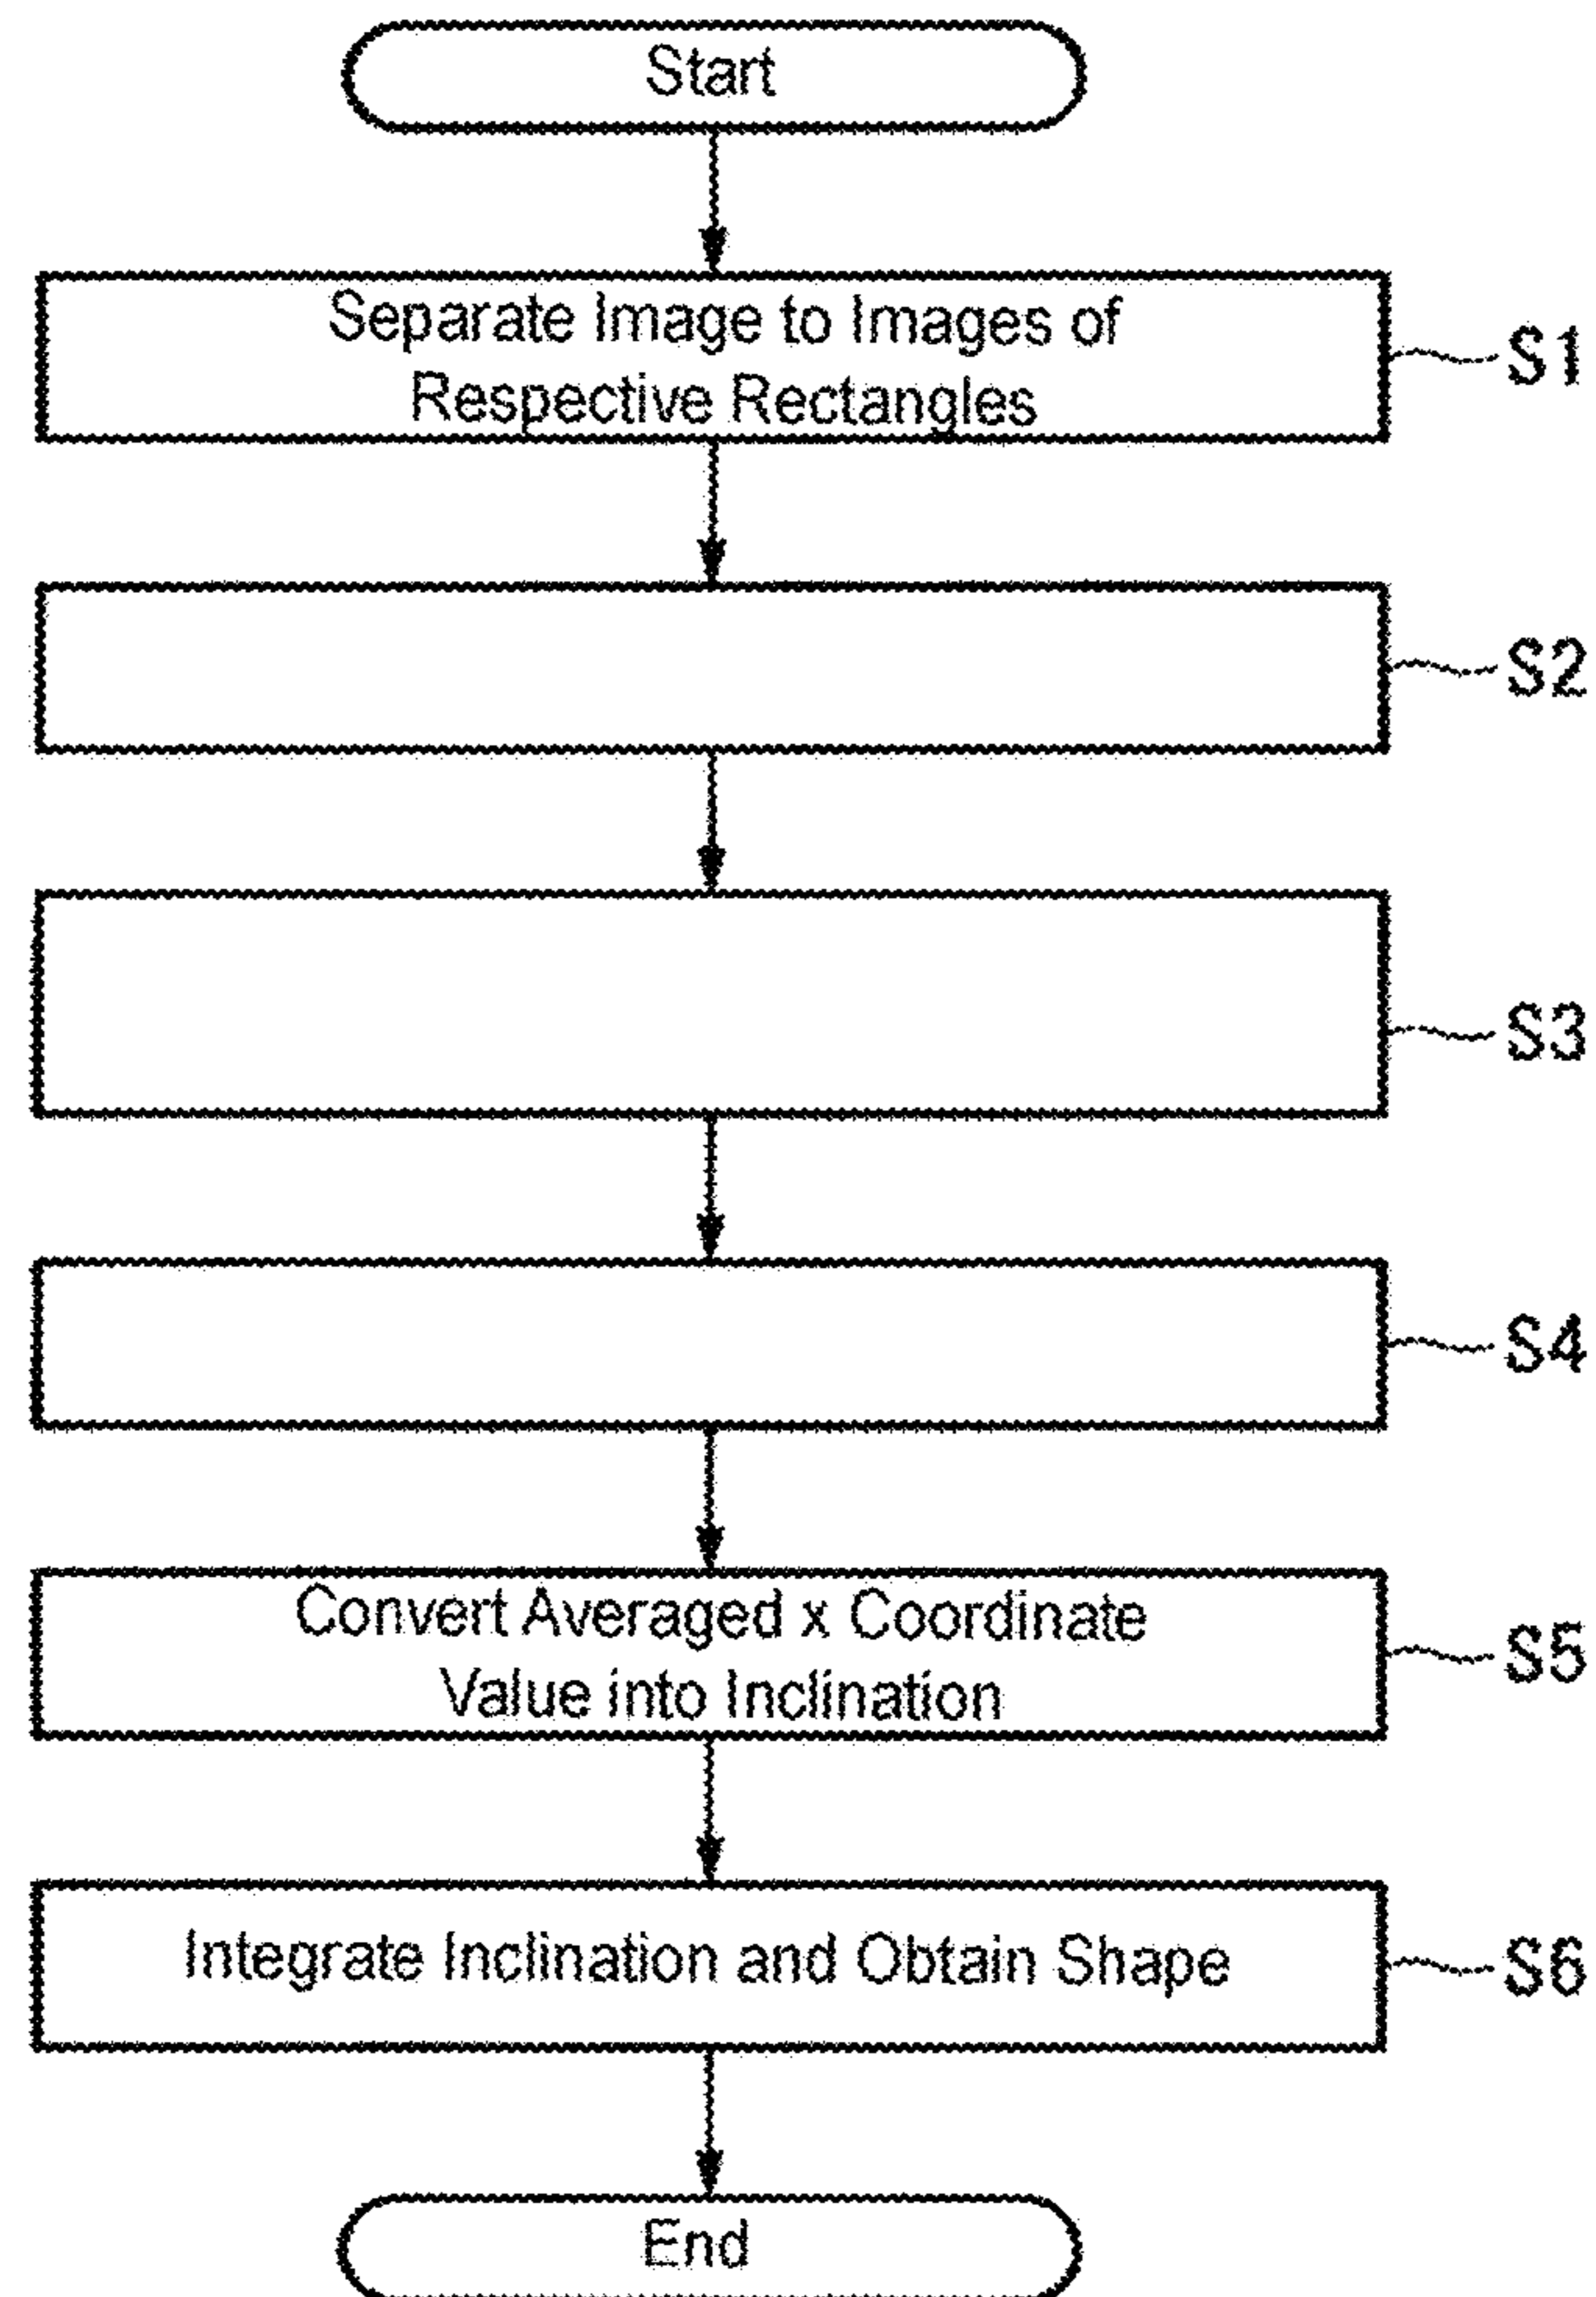 Start
Separate Image to Images of
Respective Rectangles
S1
S2
S3
S4
Convert Averaged x Coordinate
Value into Inclination
S5
Integrate Inclination and Obtain Shape
S6
End